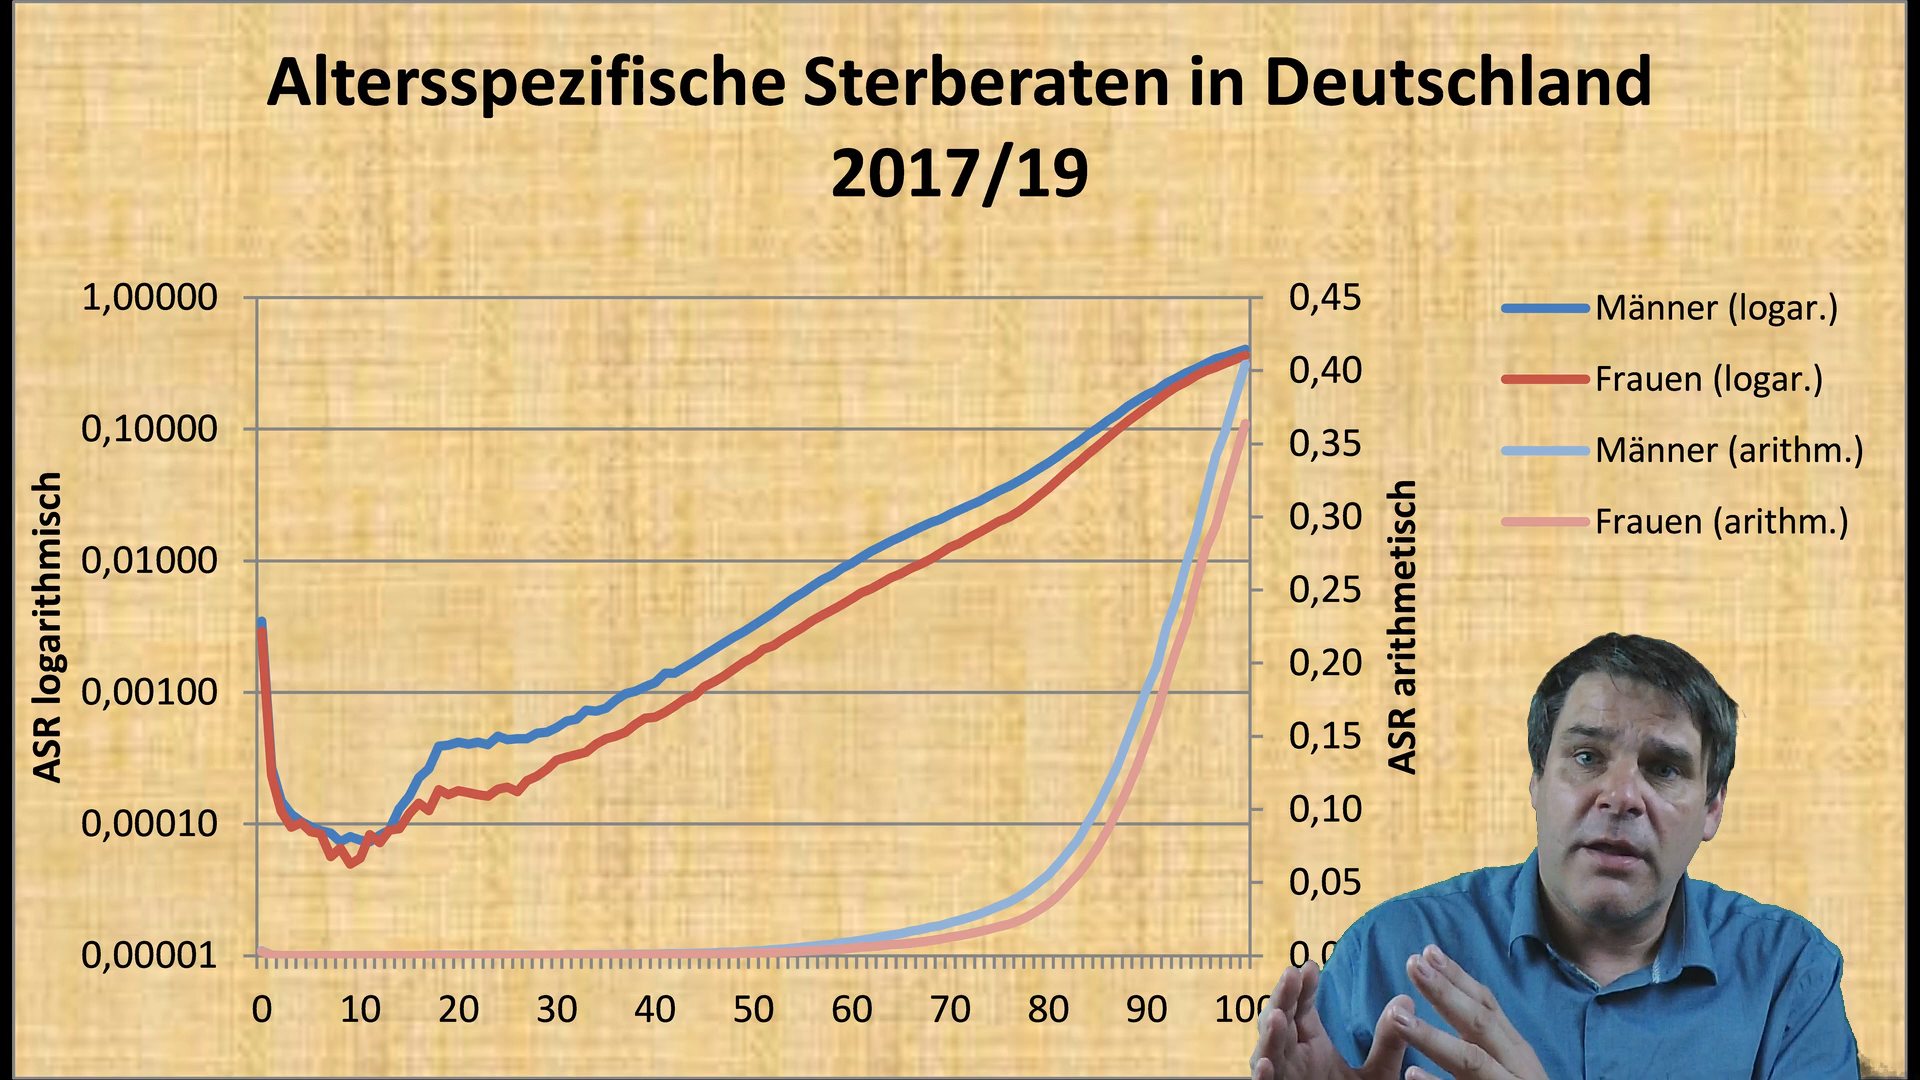 Altersspezifische Sterberaten in Deutschland
2017/19
1,00000
0,10000
0,01000
0,00100
0,00010
0,00001
ASR logarithmisch
0 10 20 30 40 50 60 70 80 90 100
0,45
0,40
0,35
0,30
0,25
0,20
0,15
0,10
0,05
ASR arithmetisch
Männer (logar.)
Frauen (logar.)
Männer (arithm.)
Frauen (arithm.)